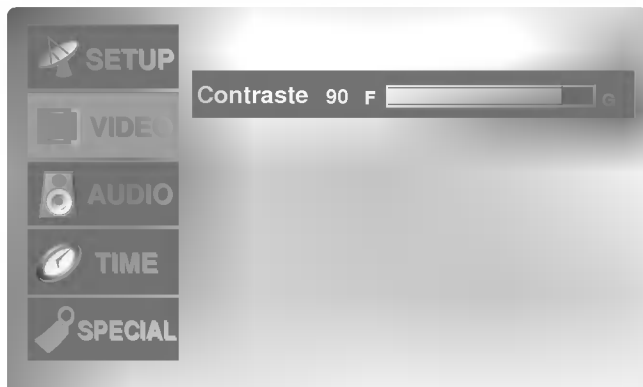 SETUP
VIDEO
AUDIO
TIME
SPECIAL
Contraste 90 F G